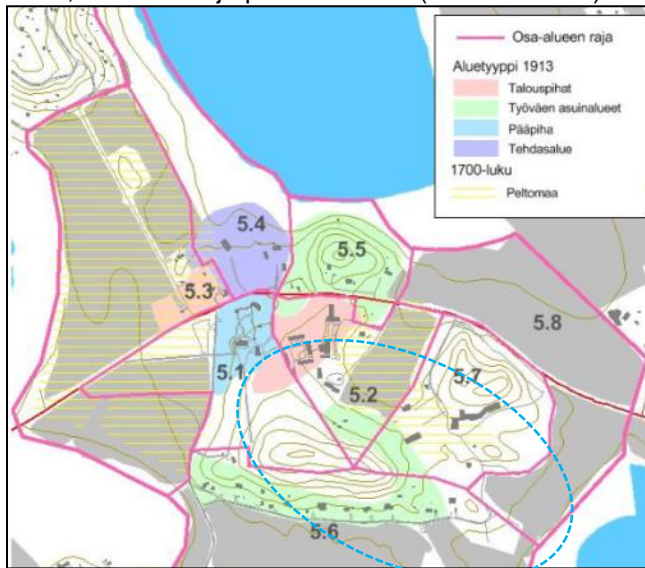 Osa-alueen raja
Aluetyyppi 1913
Talouspihat
Työväen asuinalueet
Pääpiha
Tehdasalue
1700-luku
Peltomaa
5.4
5.5
5.3
5.8
5.1
5.2
5.7
5.6